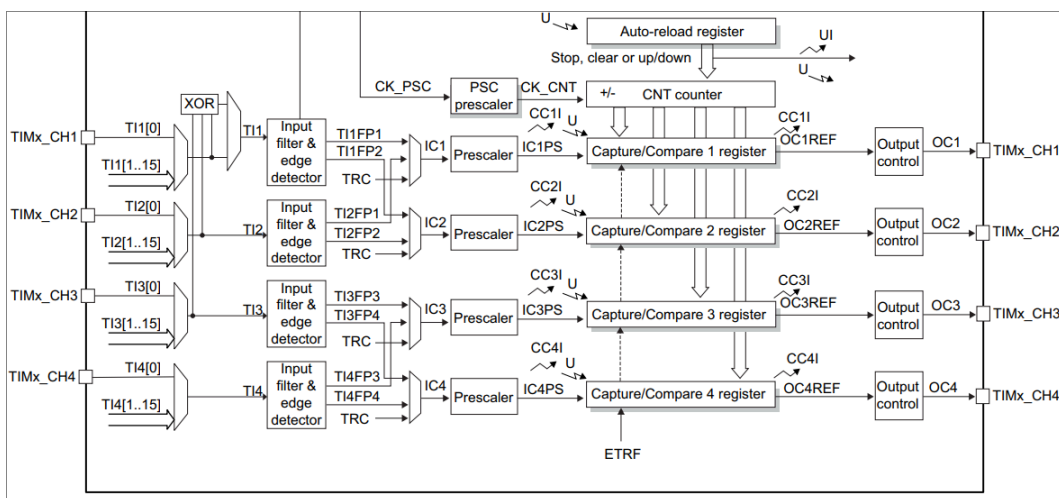 U
Auto-reload register
UI
Stop, clear or up/down
U
CK_PSC
PSC
prescaler
CK_CNT
+/-
CNT counter
XOR
TIMx_CH1
TI1[0]
TI1[1..15]
TI1
Input
filter &
edge
detector
TI1FP1
TI1FP2
TRC
IC1
Prescaler
IC1PS
CC1I
U
Capture/Compare 1 register
CC1I
OC1REF
Output
control
OC1
TIMx_CH1
TIMx_CH2
TI2[0]
TI2[1..15]
TI2
Input
filter &
edge
detector
TI2FP1
TI2FP2
TRC
IC2
Prescaler
IC2PS
CC2I
U
Capture/Compare 2 register
CC2I
OC2REF
Output
control
OC2
TIMx_CH2
TIMx_CH3
TI3[0]
TI3[1..15]
TI3
Input
filter &
edge
detector
TI3FP3
TI3FP4
TRC
IC3
Prescaler
IC3PS
CC3I
U
Capture/Compare 3 register
CC3I
OC3REF
Output
control
OC3
TIMx_CH3
TIMx_CH4
TI4[0]
TI4[1..15]
TI4
Input
filter &
edge
detector
TI4FP3
TI4FP4
TRC
IC4
Prescaler
IC4PS
CC4I
U
Capture/Compare 4 register
CC4I
OC4REF
Output
control
OC4
TIMx_CH4
ETRF